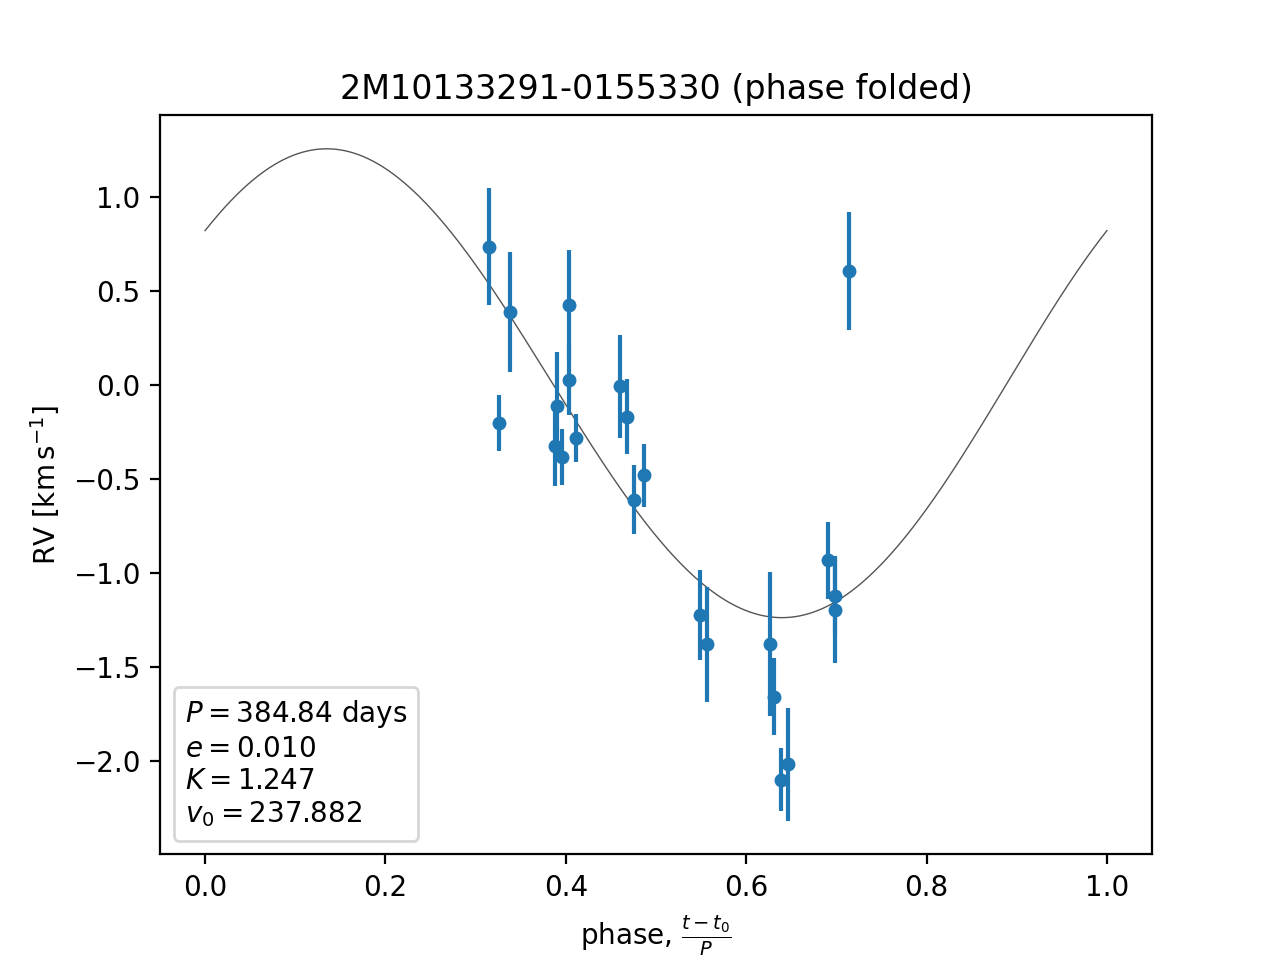 2M10133291-0155330 (phase folded)
RV [km s⁻¹]
1.0
0.5
0.0
−0.5
−1.0
−1.5
−2.0
P = 384.84 days
e = 0.010
K = 1.247
v₀ = 237.882
0.0 0.2 0.4 0.6 0.8 1.0
phase, (t − t₀)/P